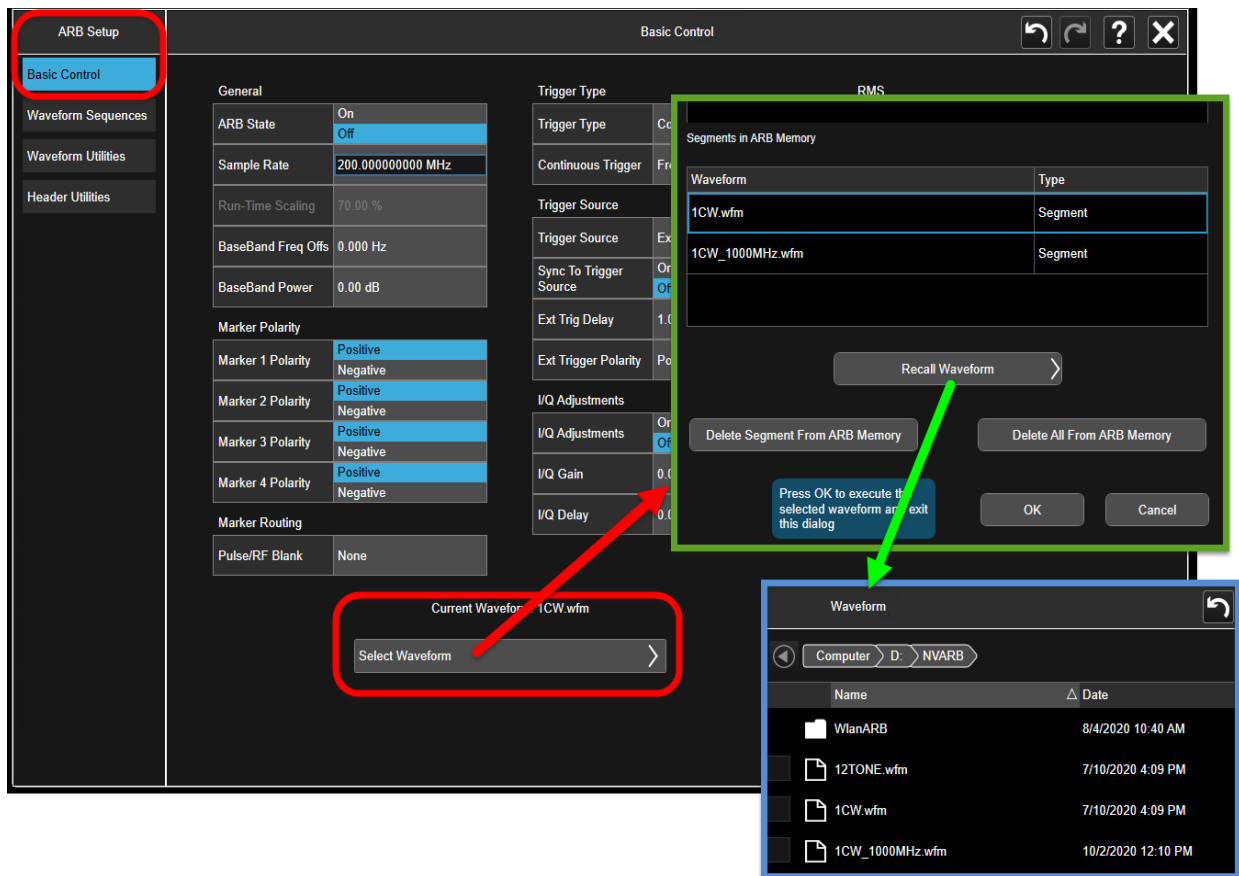 ARB Setup
Basic Control
Basic Control
Waveform Sequences
Waveform Utilities
Header Utilities
General
ARB State
On
Off
Sample Rate
200.000000000 MHz
Run-Time Scaling
70.00 %
BaseBand Freq Offs
0.000 Hz
BaseBand Power
0.00 dB
Marker Polarity
Marker 1 Polarity
Positive
Negative
Marker 2 Polarity
Positive
Negative
Marker 3 Polarity
Positive
Negative
Marker 4 Polarity
Positive
Negative
Marker Routing
Pulse/RF Blank
None
Trigger Type
Trigger Type
Continuous Trigger
Trigger Source
Trigger Source
Sync To Trigger
Source
Ext Trig Delay
Ext Trigger Polarity
I/Q Adjustments
I/Q Adjustments
I/Q Gain
I/Q Delay
RMS
Current Waveform: 1CW.wfm
Select Waveform
Segments in ARB Memory
Waveform
Type
1CW.wfm
Segment
1CW_1000MHz.wfm
Segment
Recall Waveform
Delete Segment From ARB Memory
Delete All From ARB Memory
Press OK to execute the
selected waveform and exit
this dialog
OK
Cancel
Waveform
Computer
D:
NVARB
Name
Date
WlanARB
8/4/2020 10:40 AM
12TONE.wfm
7/10/2020 4:09 PM
1CW.wfm
7/10/2020 4:09 PM
1CW_1000MHz.wfm
10/2/2020 12:10 PM